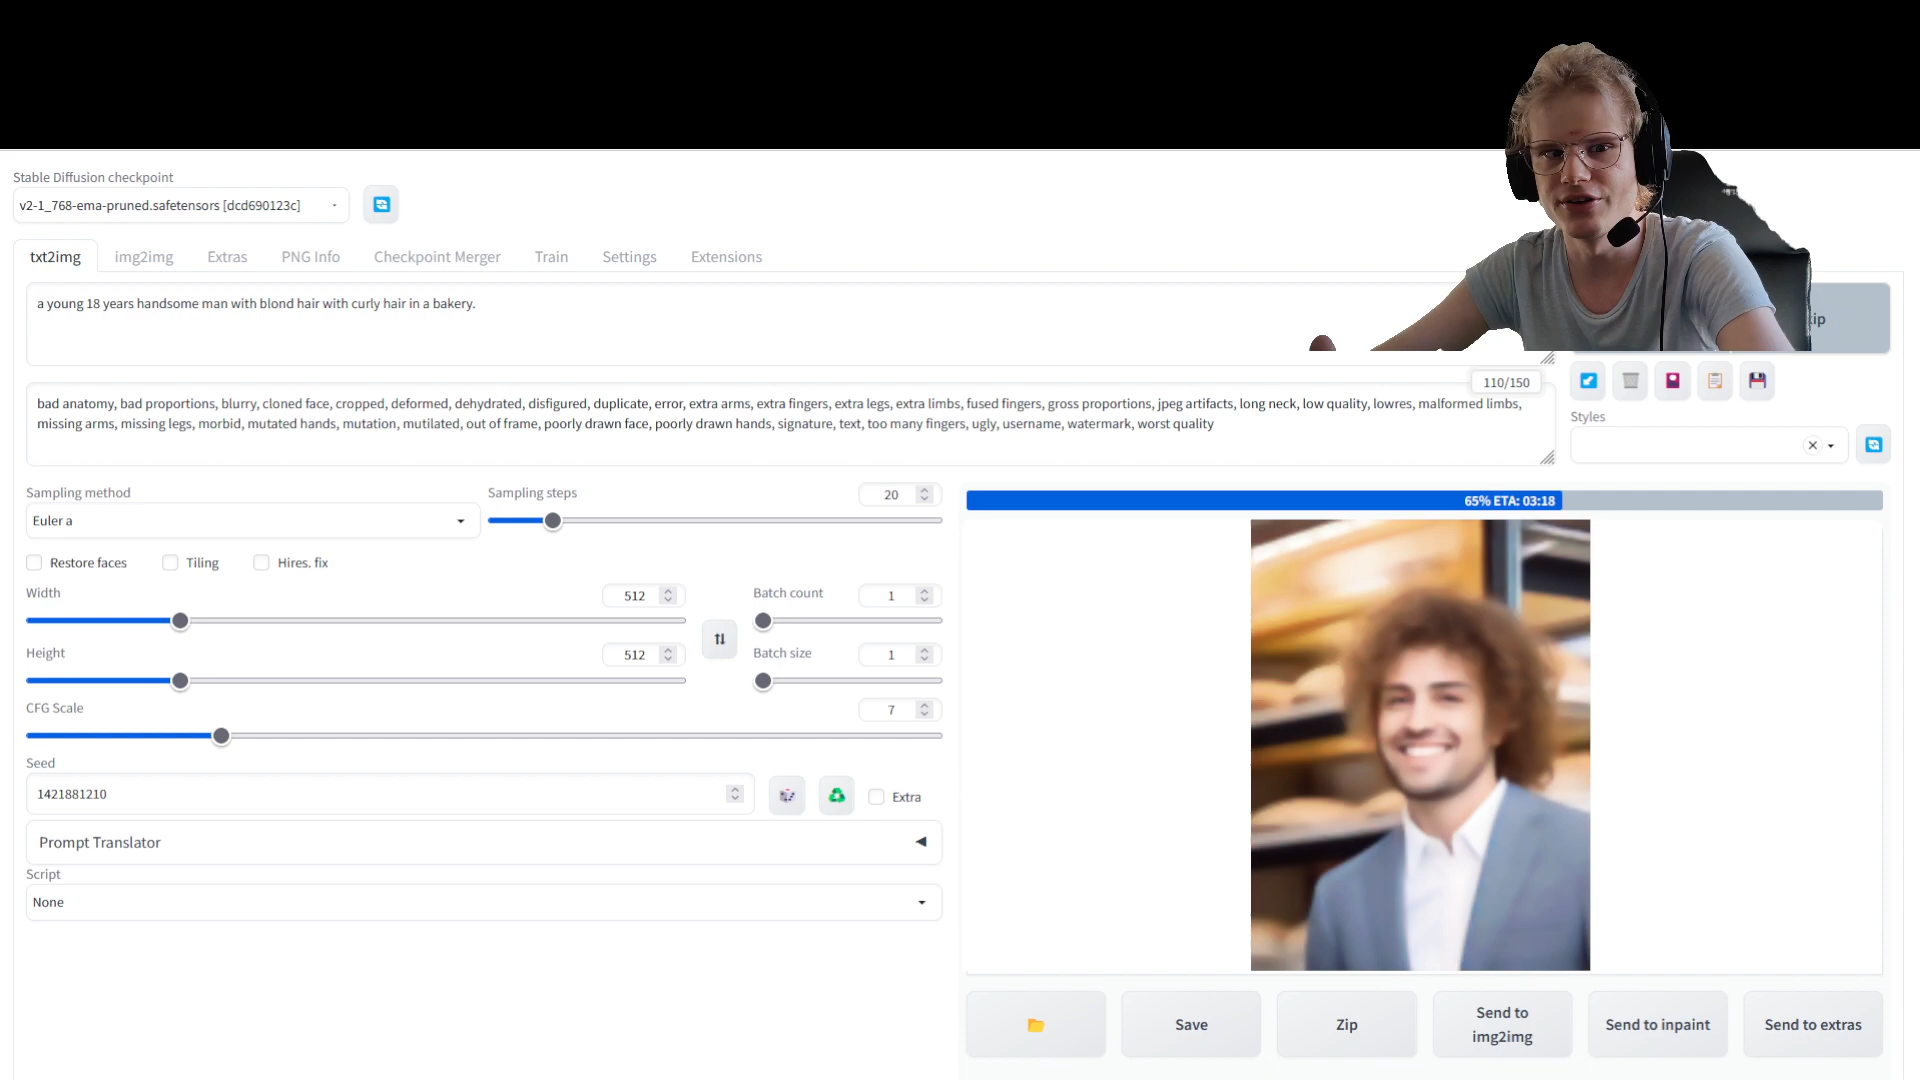 Stable Diffusion checkpoint
v2-1_768-ema-pruned.safetensors [dcd690123c]
txt2img img2img Extras PNG Info Checkpoint Merger Train Settings Extensions
a young 18 years handsome man with blond hair with curly hair in a bakery.
ip
110/150
bad anatomy, bad proportions, blurry, cloned face, cropped, deformed, dehydrated, disfigured, duplicate, error, extra arms, extra fingers, extra legs, extra limbs, fused fingers, gross proportions, jpeg artifacts, long neck, low quality, lowres, malformed limbs,
missing arms, missing legs, morbid, mutated hands, mutation, mutilated, out of frame, poorly drawn face, poorly drawn hands, signature, text, too many fingers, ugly, username, watermark, worst quality
Styles
Sampling method
Euler a
Sampling steps
20
65% ETA: 03:18
Restore faces Tiling Hires. fix
Width
512
Batch count
1
Height
512
Batch size
1
CFG Scale
7
Seed
1421881210
Extra
Prompt Translator
Script
None
Save
Zip
Send to
img2img
Send to inpaint
Send to extras